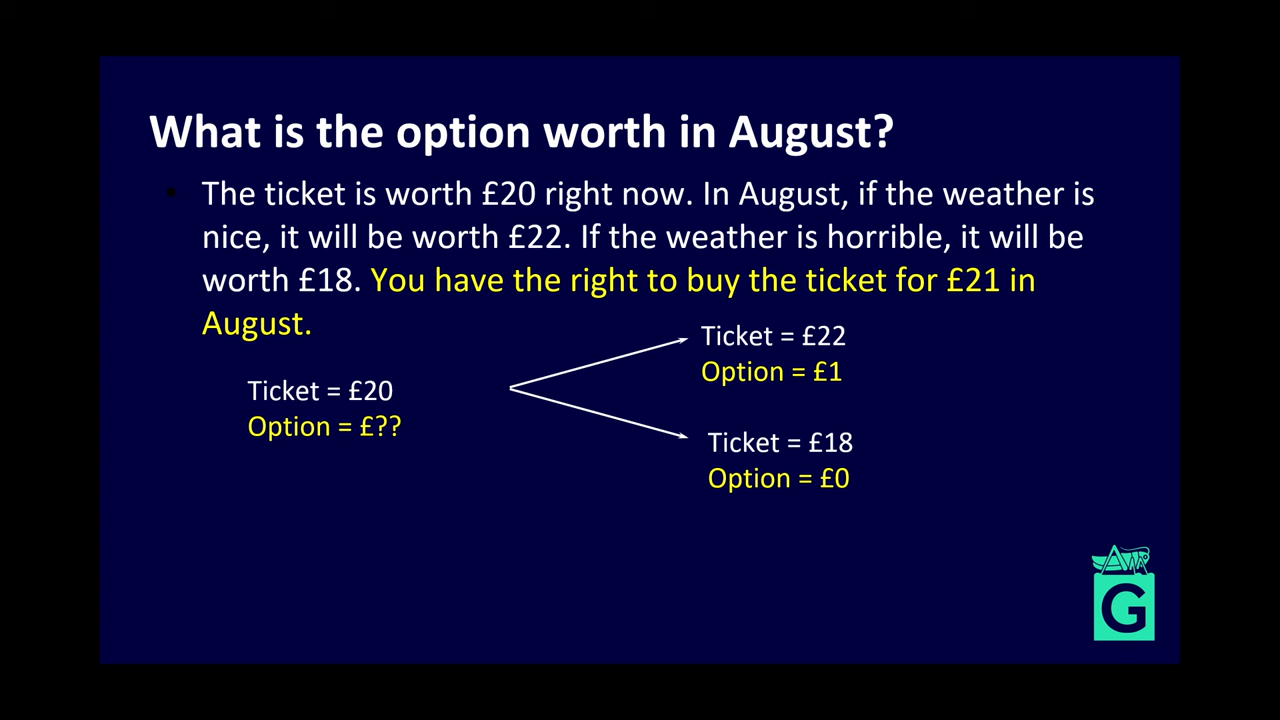 What is the option worth in August?
• The ticket is worth £20 right now. In August, if the weather is
nice, it will be worth £22. If the weather is horrible, it will be
worth £18. You have the right to buy the ticket for £21 in
August.
Ticket = £22
Option = £1
Ticket = £20
Option = £??
Ticket = £18
Option = £0
G